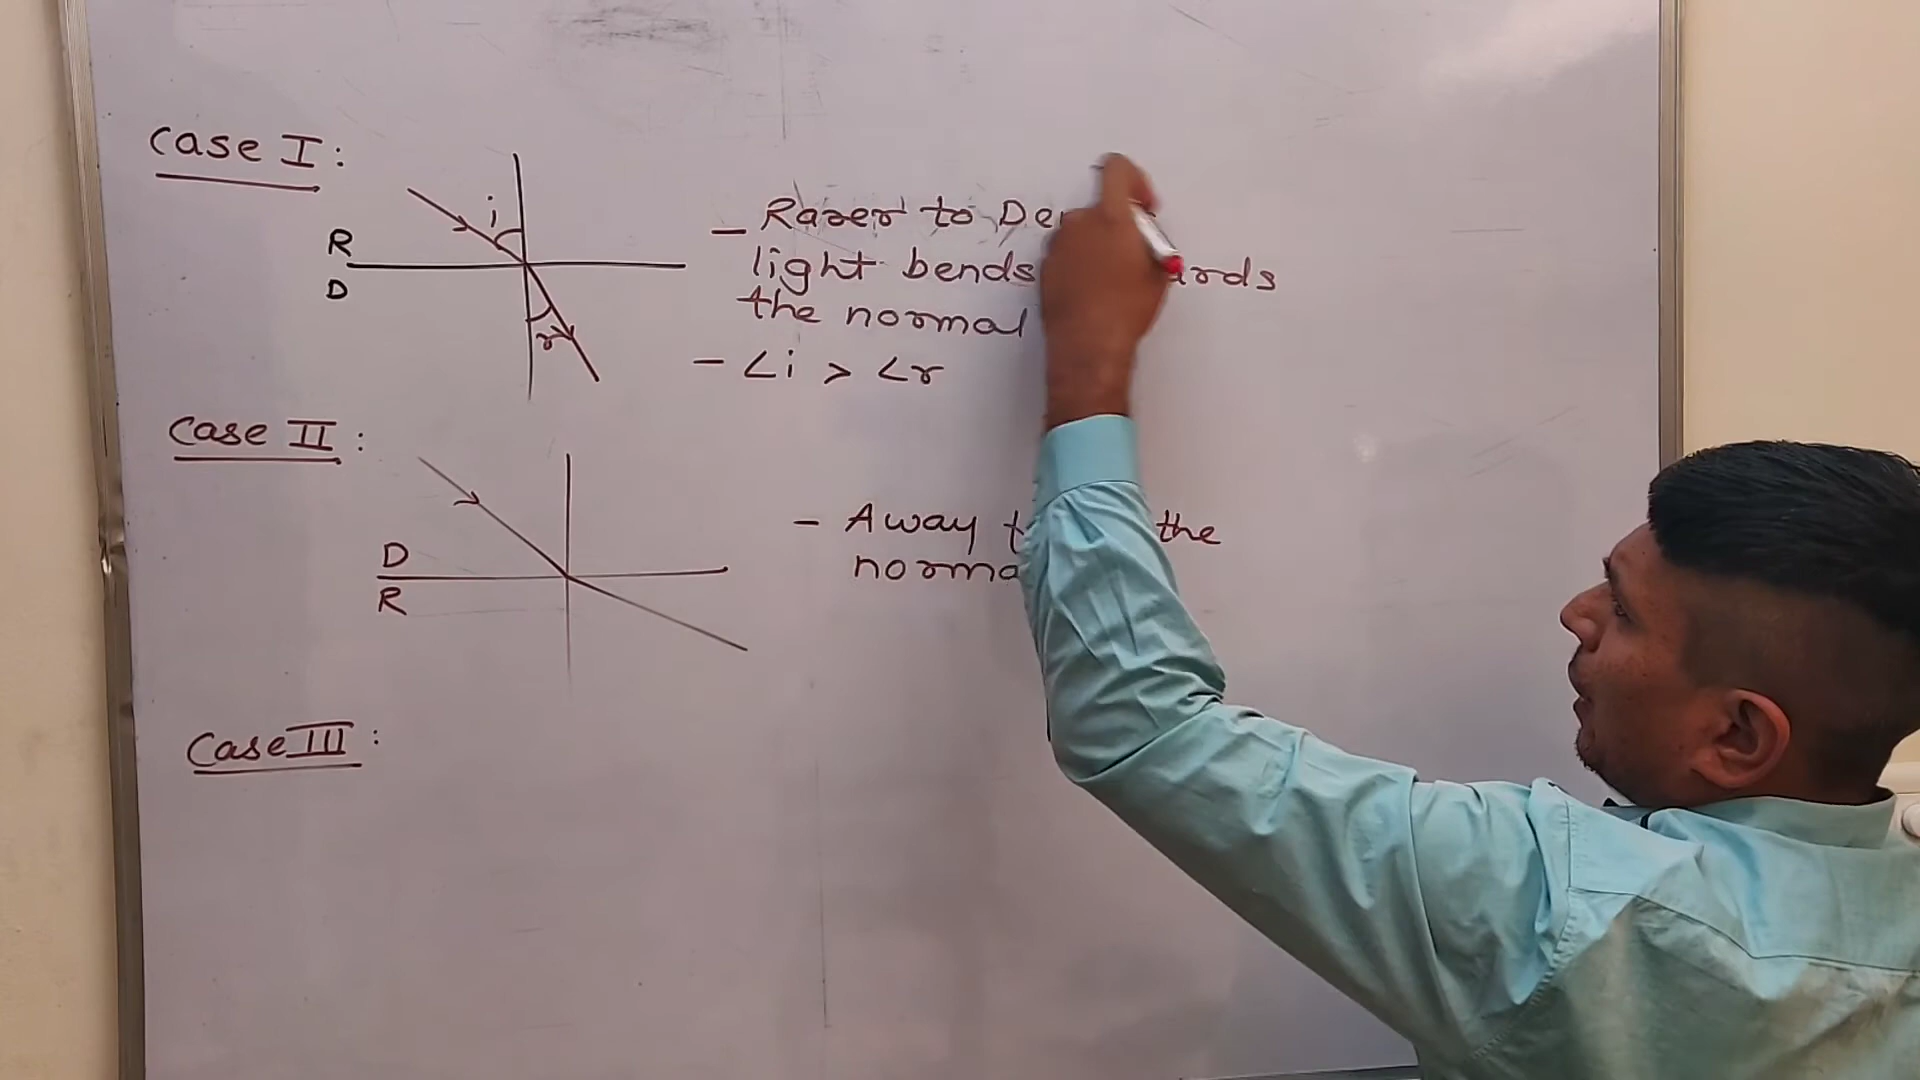 Case I :
i
R
D
r
- Rarer to De
light bends ards
the normal
- ∠i > ∠r
Case II :
D
R
- Away the
norma
Case III :